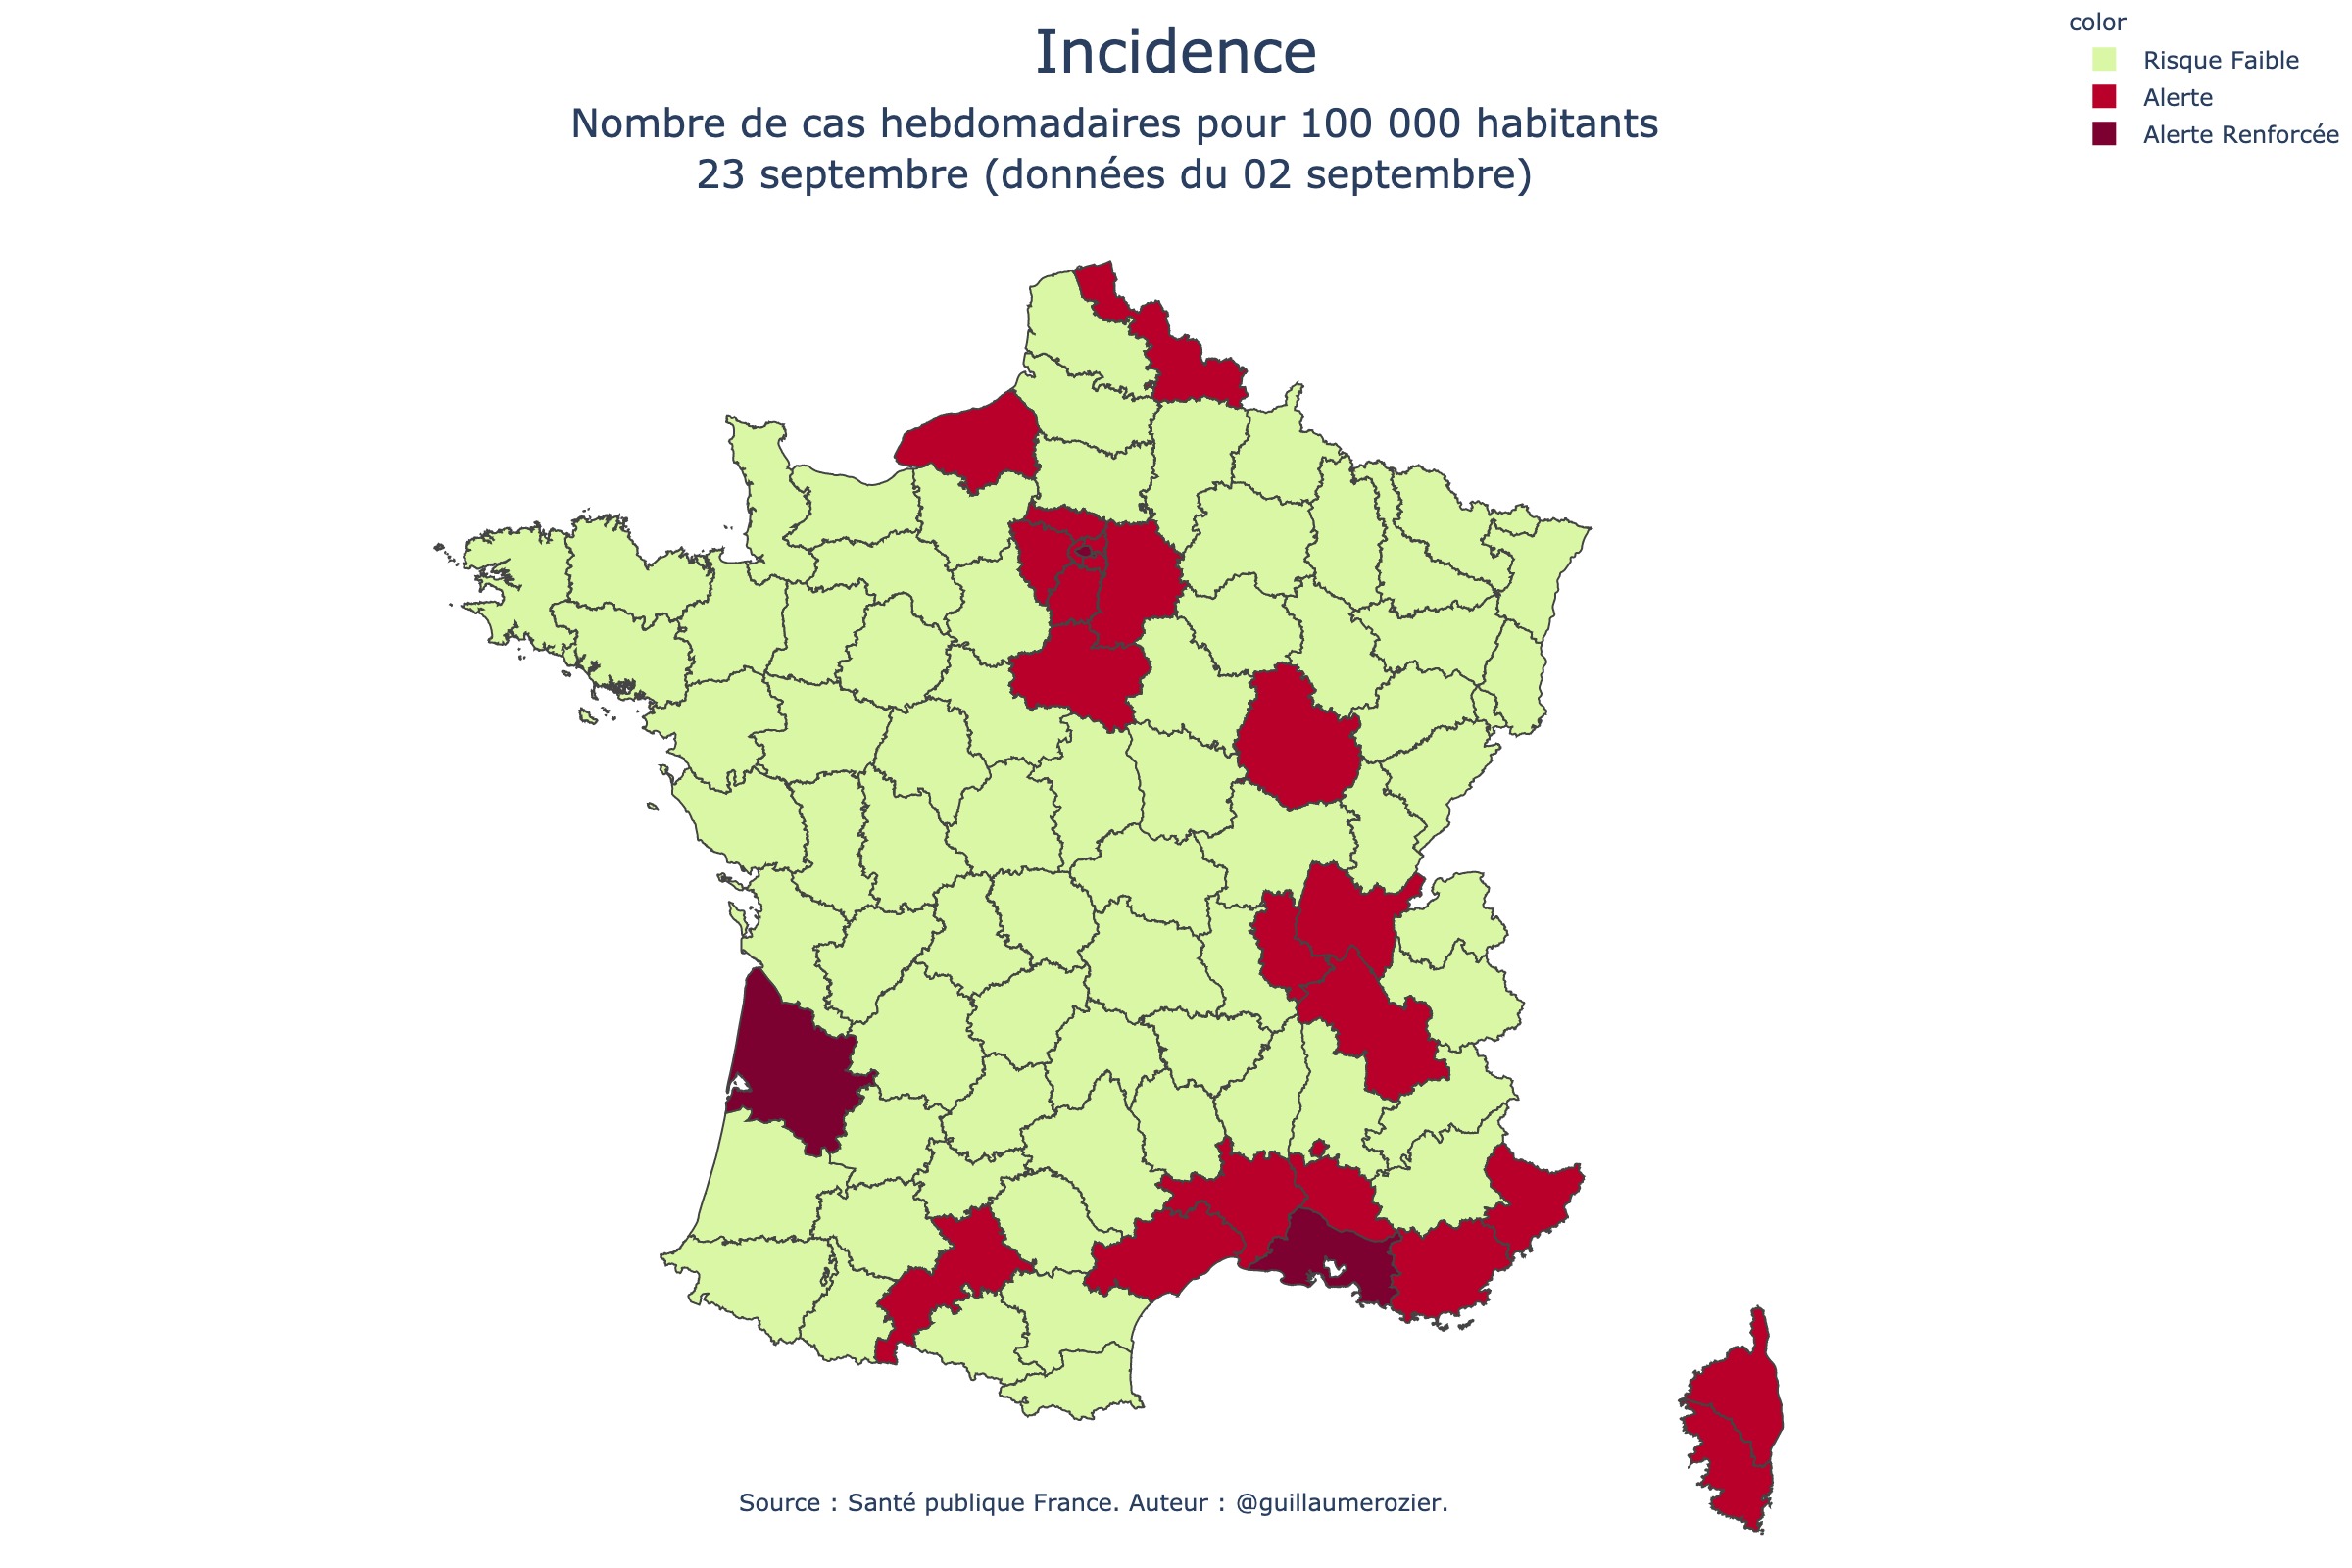 Incidence
Nombre de cas hebdomadaires pour 100 000 habitants
23 septembre (données du 02 septembre)
color
Risque Faible
Alerte
Alerte Renforcée
Source : Santé publique France. Auteur : @guillaumerozier.